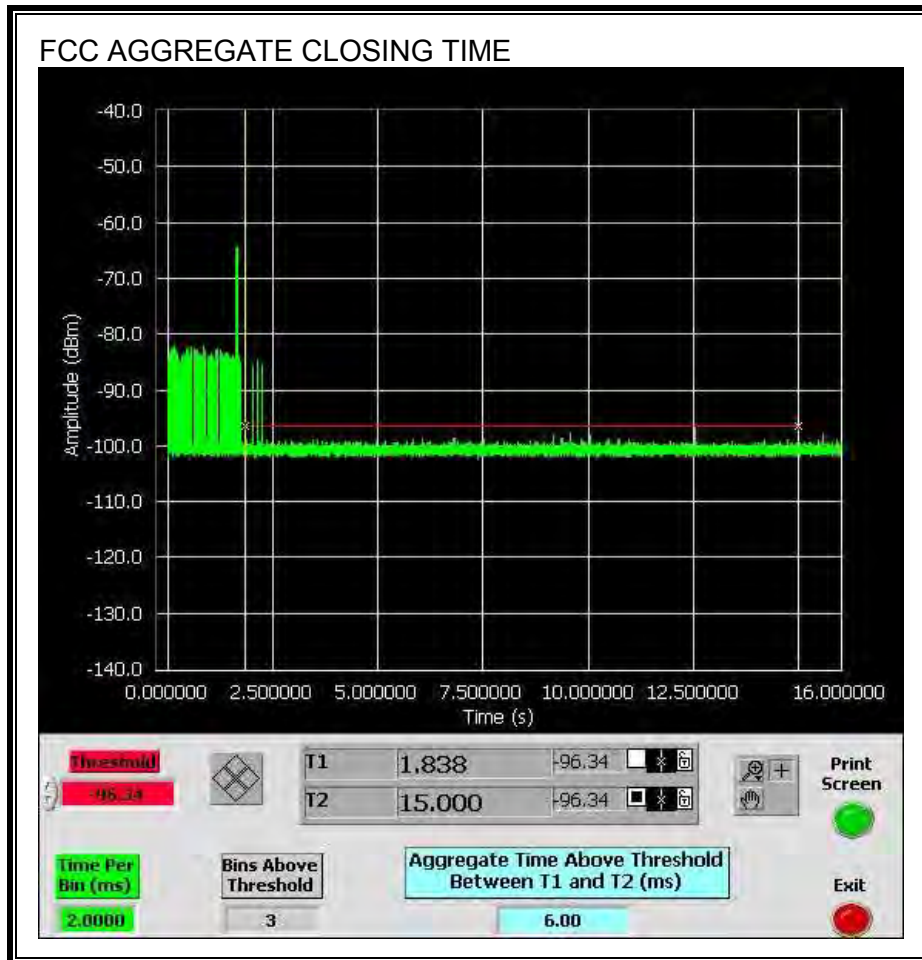 FCC AGGREGATE CLOSING TIME
-40.0
-50.0
-60.0
-70.0
-80.0
-90.0
-100.0
-110.0
-120.0
-130.0
-140.0
Amplitude (dBm)
0.000000 2.500000 5.000000 7.500000 10.000000 12.500000 16.000000
Time (s)
Threshold
-96.34
T1 1.838 -96.34
T2 15.000 -96.34
Print
Screen
Time Per
Bin (ms)
2.0000
Bins Above
Threshold
3
Aggregate Time Above Threshold
Between T1 and T2 (ms)
6.00
Exit